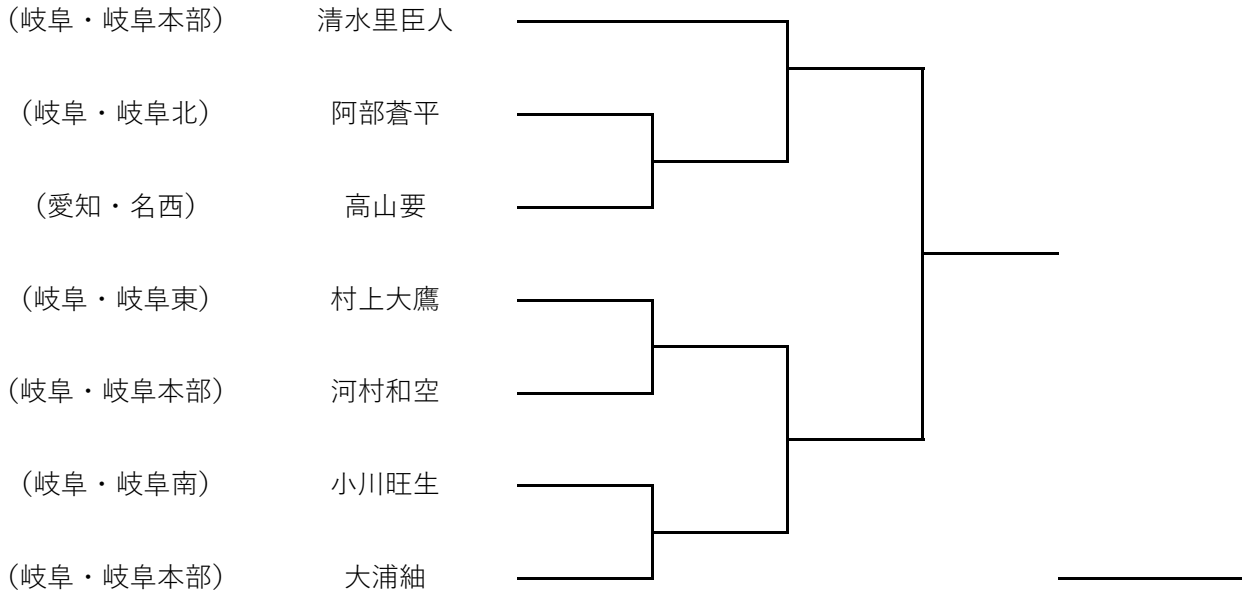 (岐阜・岐阜本部) 清水里臣人
(岐阜・岐阜北) 阿部蒼平
(愛知・名西) 高山要
(岐阜・岐阜東) 村上大鷹
(岐阜・岐阜本部) 河村和空
(岐阜・岐阜南) 小川旺生
(岐阜・岐阜本部) 大浦紬